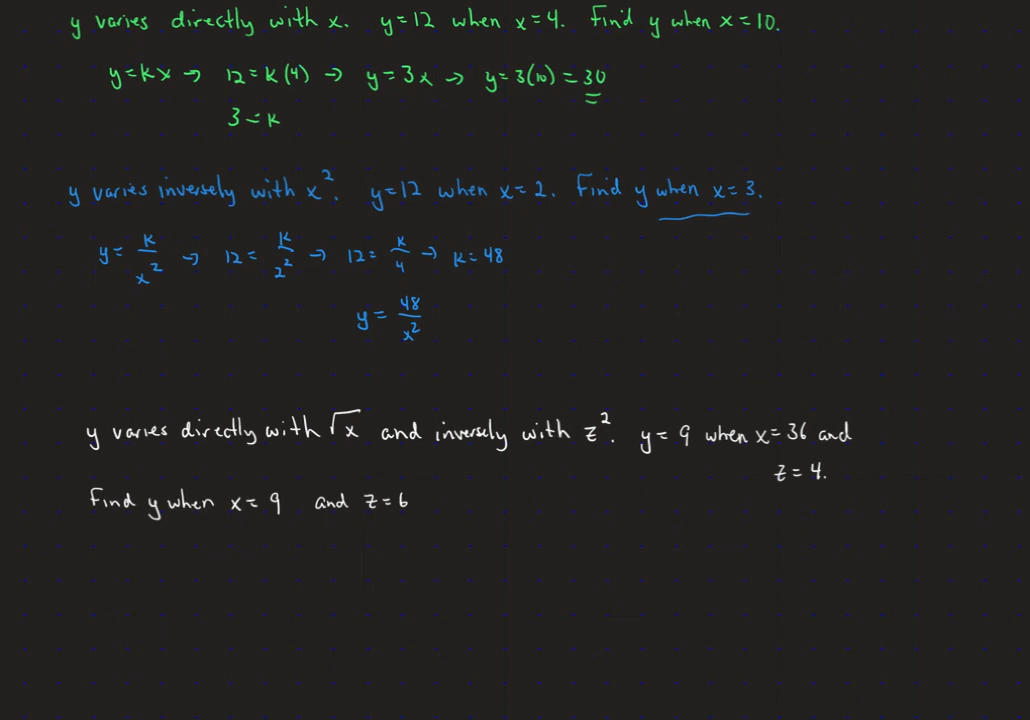 y varies directly with x. y=12 when x=4. Find y when x=10.
y=kx → 12=k(4) → y=3x → y=3(10)=30
3=k
y varies inversely with x². y=12 when x=2. Find y when x=3.
y=k/x² → 12=k/2² → 12=k/4 → k=48
y=48/x²
y varies directly with √x and inversely with z². y=9 when x=36 and
z=4.
Find y when x=9 and z=6